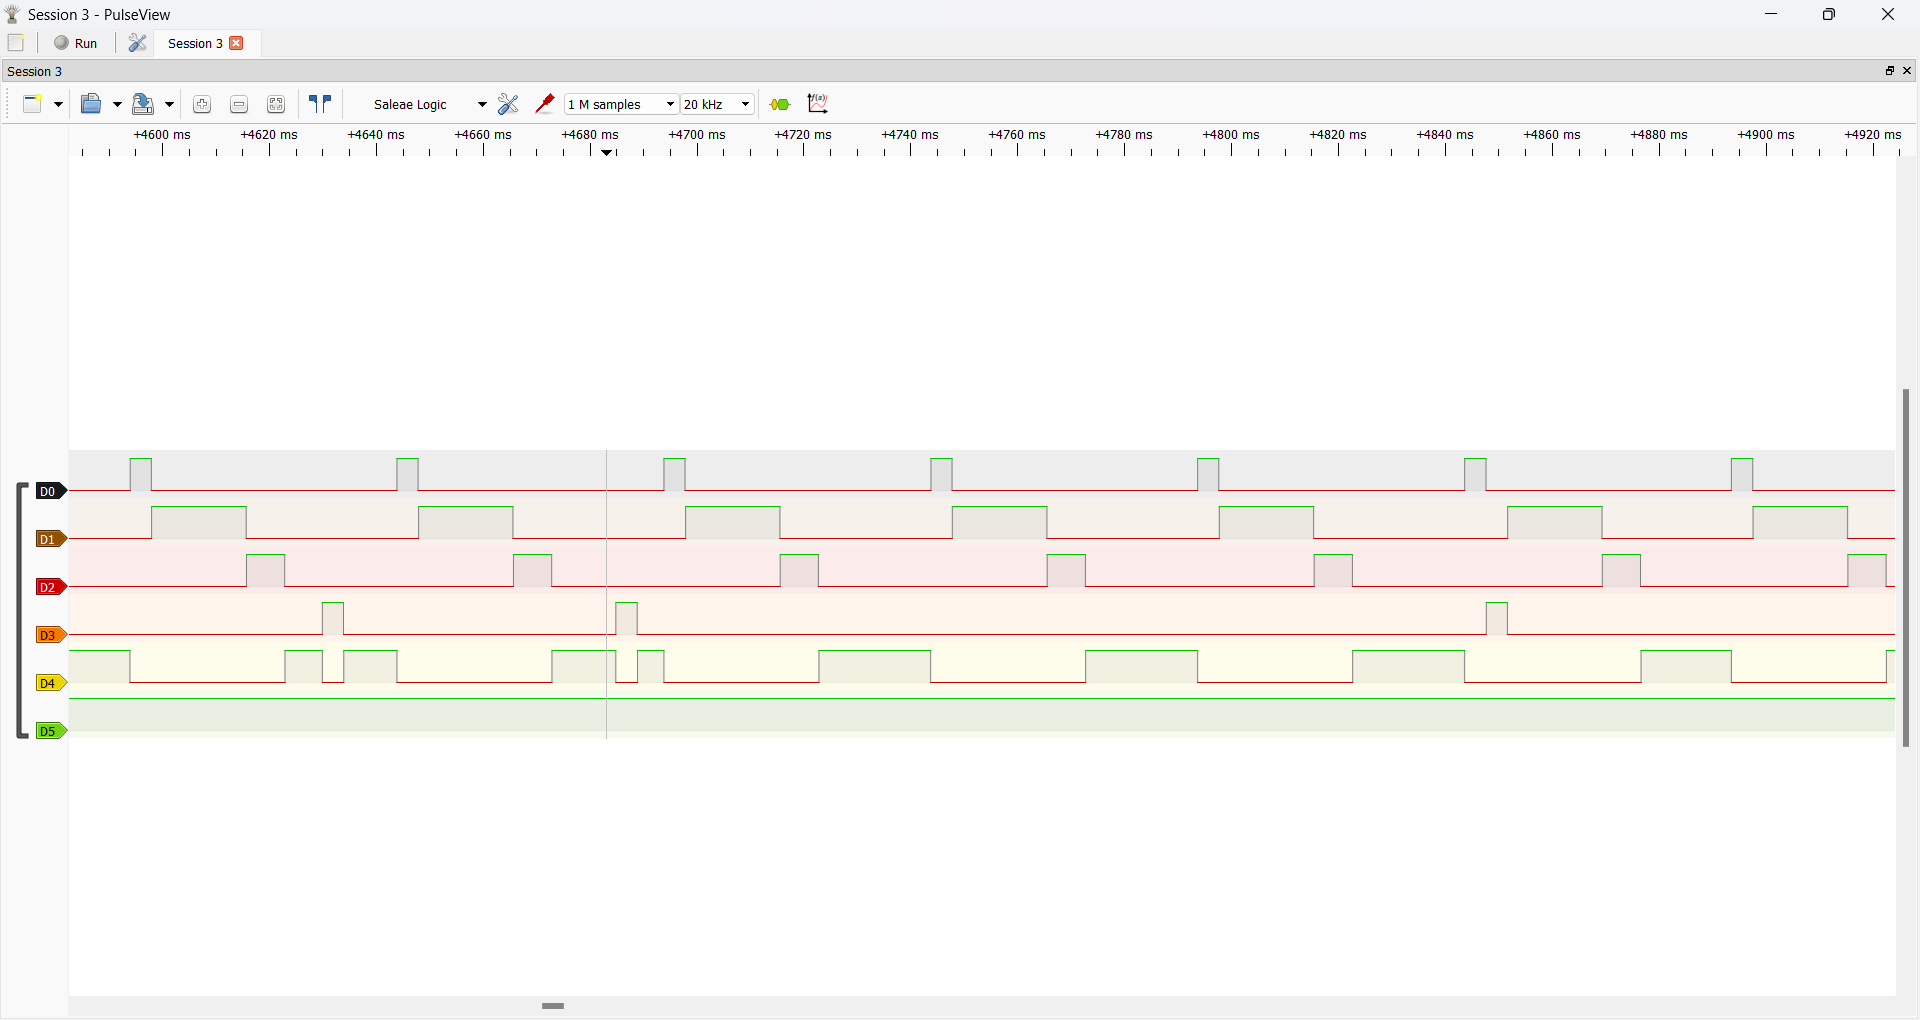 Session 3 - PulseView
Run
Session 3
Session 3
Saleae Logic 1 M samples 20 kHz f(x)
+4600 ms +4620 ms +4640 ms +4660 ms +4680 ms +4700 ms +4720 ms +4740 ms +4760 ms +4780 ms +4800 ms +4820 ms +4840 ms +4860 ms +4880 ms +4900 ms +4920 ms
D0
D1
D2
D3
D4
D5